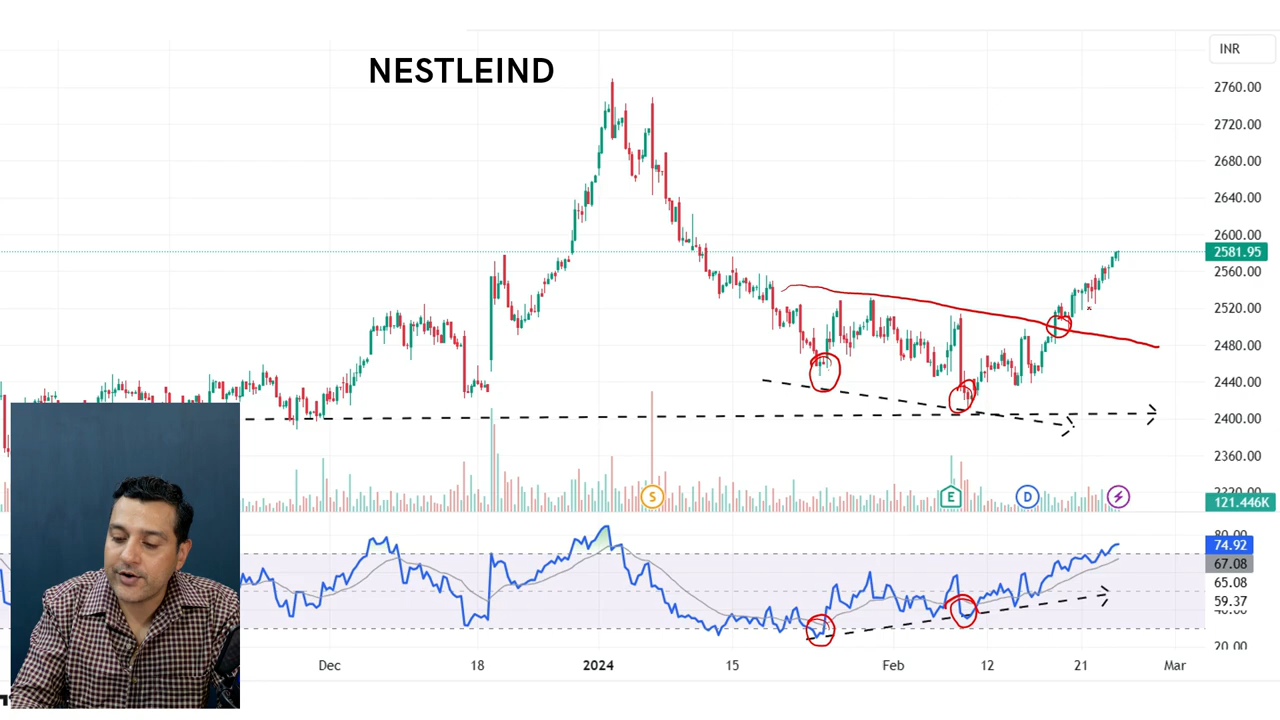 NESTLEIND
INR
2760.00
2720.00
2680.00
2640.00
2600.00
2581.95
2560.00
2520.00
2480.00
2440.00
2400.00
2360.00
121.446K
S
E
D
80.00
74.92
67.08
65.08
59.37
20.00
Dec
18
2024
15
Feb
12
21
Mar